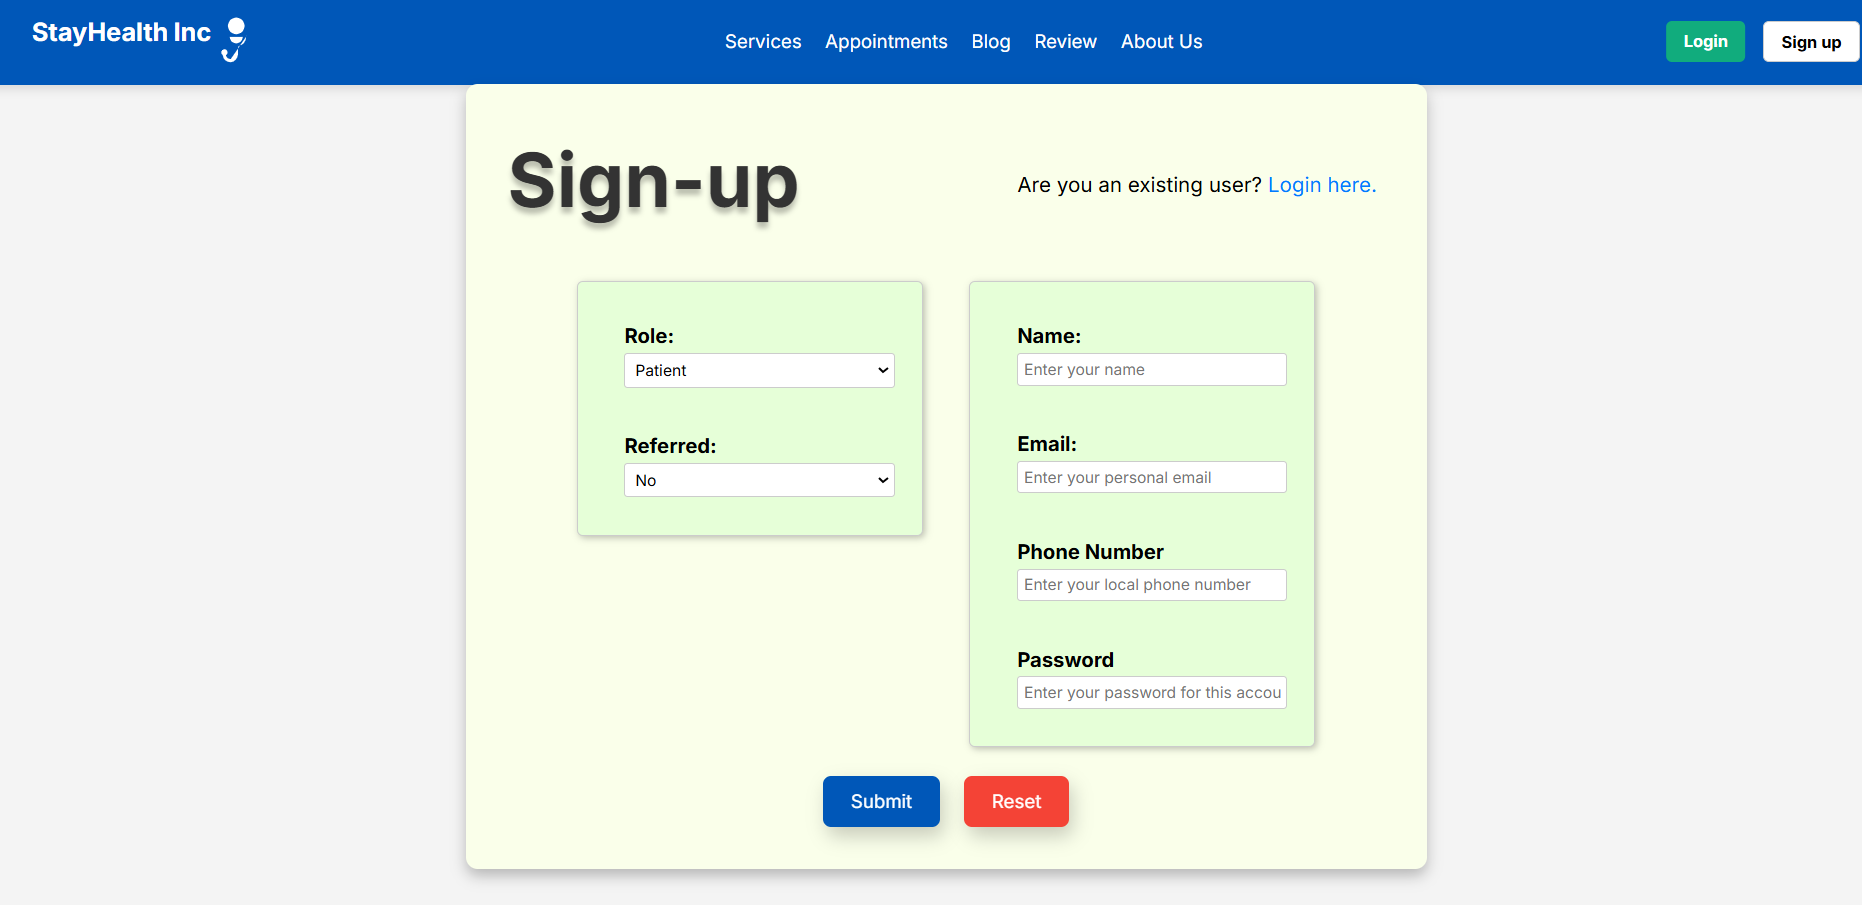 StayHealth Inc
Services Appointments Blog Review About Us
Login Sign up
Sign-up
Are you an existing user? Login here.
Role:
Patient
Referred:
No
Name:
Enter your name
Email:
Enter your personal email
Phone Number
Enter your local phone number
Password
Enter your password for this accou
Submit Reset